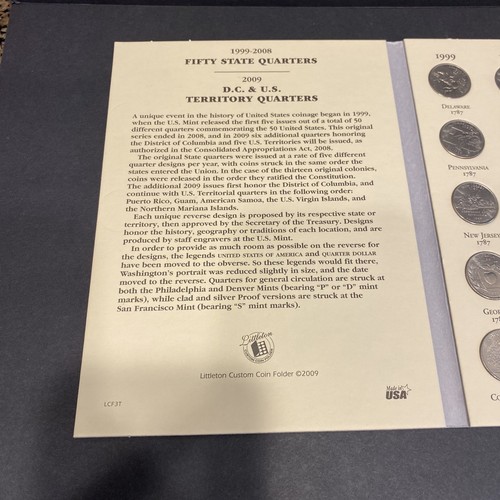 1999-2008
FIFTY STATE QUARTERS
2009
D.C. & U.S.
TERRITORY QUARTERS
A unique event in the history of United States coinage began in 1999,
when the U.S. Mint released the first five issues out of a total of 50
different quarters commemorating the 50 United States. This original
series ended in 2008, and in 2009 six additional quarters honoring
the District of Columbia and five U.S. Territories will be issued, as
authorized in the Consolidated Appropriations Act, 2008.
The original State quarters were issued at a rate of five different
quarter designs per year, with coins struck in the same order the
states entered the Union. In the case of the thirteen original colonies,
coins were released in the order they ratified the Constitution.
The additional 2009 issues first honor the District of Columbia, and
continue with U.S. Territorial quarters in the following order:
Puerto Rico, Guam, American Samoa, the U.S. Virgin Islands, and
the Northern Mariana Islands.
Each unique reverse design is proposed by its respective state or
territory, then approved by the Secretary of the Treasury. Designs
honor the history, geography or traditions of each location, and are
produced by staff engravers at the U.S. Mint.
In order to provide as much room as possible on the reverse for
the designs, the legends UNITED STATES OF AMERICA and QUARTER DOLLAR
have been moved to the obverse. So these legends would fit there,
Washington's portrait was reduced slightly in size, and the date
moved to the reverse. Quarters for general circulation are struck at
both the Philadelphia and Denver Mints (bearing "P" or "D" mint
marks), while clad and silver Proof versions are struck at the
San Francisco Mint (bearing "S" mint marks).
Littleton
CUSTOM COIN FOLDER
Littleton Custom Coin Folder ©2009
LCF3T
Made in
USA
1999
DELAWARE
1787
PENNSYLVANIA
1787
NEW JERSEY
1787
GEO
178
CO